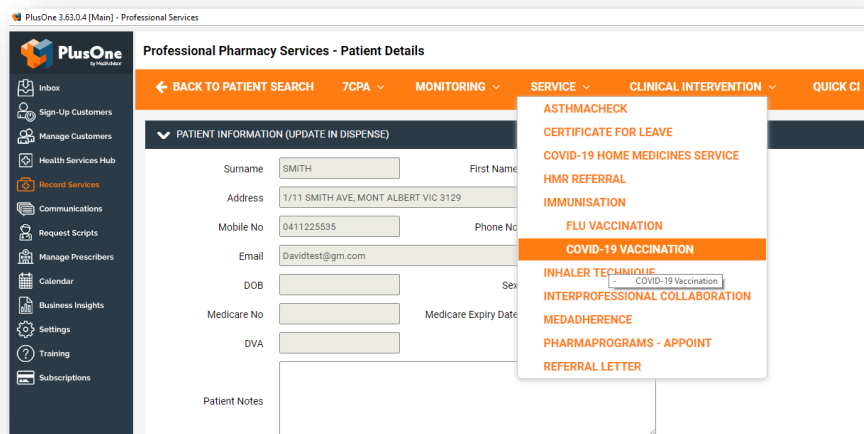 PlusOne 3.63.0.4 [Main] - Professional Services
PlusOne
by MedAdvisor
Inbox
Sign-Up Customers
Manage Customers
Health Services Hub
Record Services
Communications
Request Scripts
Manage Prescribers
Calendar
Business Insights
Settings
Training
Subscriptions
Professional Pharmacy Services - Patient Details
BACK TO PATIENT SEARCH 7CPA MONITORING SERVICE CLINICAL INTERVENTION QUICK CI
PATIENT INFORMATION (UPDATE IN DISPENSE)
Surname SMITH First Name
Address 1/11 SMITH AVE, MONT ALBERT VIC 3129
Mobile No 0411225535 Phone No
Email Davidtest@gm.com
DOB Sex
Medicare No Medicare Expiry Date
DVA
Patient Notes
ASTHMACHECK
CERTIFICATE FOR LEAVE
COVID-19 HOME MEDICINES SERVICE
HMR REFERRAL
IMMUNISATION
FLU VACCINATION
COVID-19 VACCINATION
INHALER TECHNIQUE
- COVID-19 Vaccination
INTERPROFESSIONAL COLLABORATION
MEDADHERENCE
PHARMAPROGRAMS - APPOINT
REFERRAL LETTER